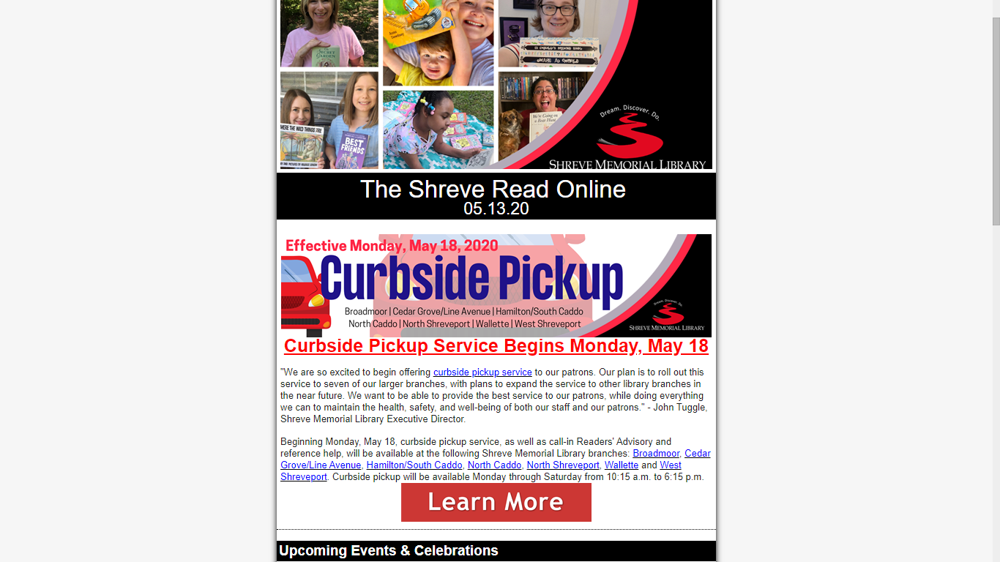 THE
SECRET
GARDEN
WHERE THE WILD THINGS ARE
BEST
FRIENDS
We're Going on
a Bear Hunt
Dream. Discover. Do.
SHREVE MEMORIAL LIBRARY
The Shreve Read Online
05.13.20
Effective Monday, May 18, 2020
Curbside Pickup
Broadmoor | Cedar Grove/Line Avenue | Hamilton/South Caddo
North Caddo | North Shreveport | Wallette | West Shreveport
Dream. Discover. Do.
SHREVE MEMORIAL LIBRARY
Curbside Pickup Service Begins Monday, May 18
"We are so excited to begin offering curbside pickup service to our patrons. Our plan is to roll out this
service to seven of our larger branches, with plans to expand the service to other library branches in
the near future. We want to be able to provide the best service to our patrons, while doing everything
we can to maintain the health, safety, and well-being of both our staff and our patrons." - John Tuggle,
Shreve Memorial Library Executive Director.
Beginning Monday, May 18, curbside pickup service, as well as call-in Readers' Advisory and
reference help, will be available at the following Shreve Memorial Library branches: Broadmoor, Cedar
Grove/Line Avenue, Hamilton/South Caddo, North Caddo, North Shreveport, Wallette and West
Shreveport. Curbside pickup will be available Monday through Saturday from 10:15 a.m. to 6:15 p.m.
Learn More
Upcoming Events & Celebrations